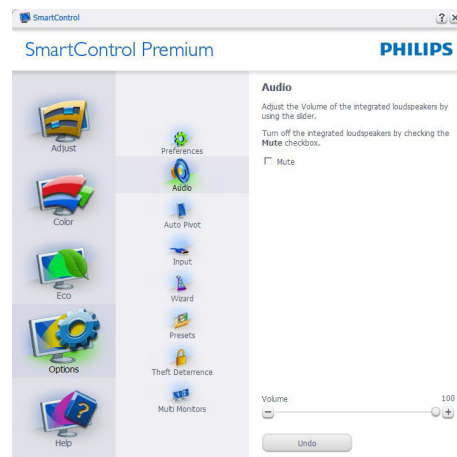 SmartControl
SmartControl Premium
PHILIPS
Adjust
Color
Eco
Options
Help
Preferences
Audio
Auto Pivot
Input
Wizard
Presets
Theft Deterrence
Multi Monitors
Audio
Adjust the Volume of the integrated loudspeakers by
using the slider.
Turn off the integrated loudspeakers by checking the
Mute checkbox.
Mute
Volume 100
Undo